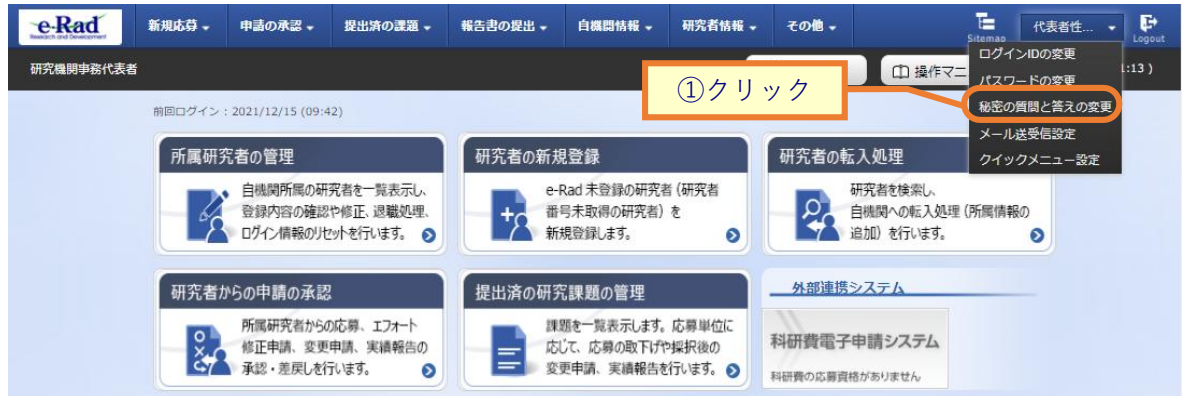 e-Rad
Research and Development
新規応募
申請の承認
提出済の課題
報告書の提出
自機関情報
研究者情報
その他
Sitemap
代表者性...
Logout
研究機関事務代表者
操作マニ
1:13 )
ログインIDの変更
パスワードの変更
秘密の質問と答えの変更
メール送受信設定
クイックメニュー設定
①クリック
前回ログイン : 2021/12/15 (09:42)
所属研究者の管理
自機関所属の研究者を一覧表示し、
登録内容の確認や修正、退職処理、
ログイン情報のリセットを行います。
研究者の新規登録
e-Rad 未登録の研究者 (研究者
番号未取得の研究者) を
新規登録します。
研究者の転入処理
研究者を検索し、
自機関への転入処理 (所属情報の
追加) を行います。
研究者からの申請の承認
所属研究者からの応募、エフォート
修正申請、変更申請、実績報告の
承認・差戻しを行います。
提出済の研究課題の管理
課題を一覧表示します。応募単位に
応じて、応募の取下げや採択後の
変更申請、実績報告を行います。
外部連携システム
科研費電子申請システム
科研費の応募資格がありません